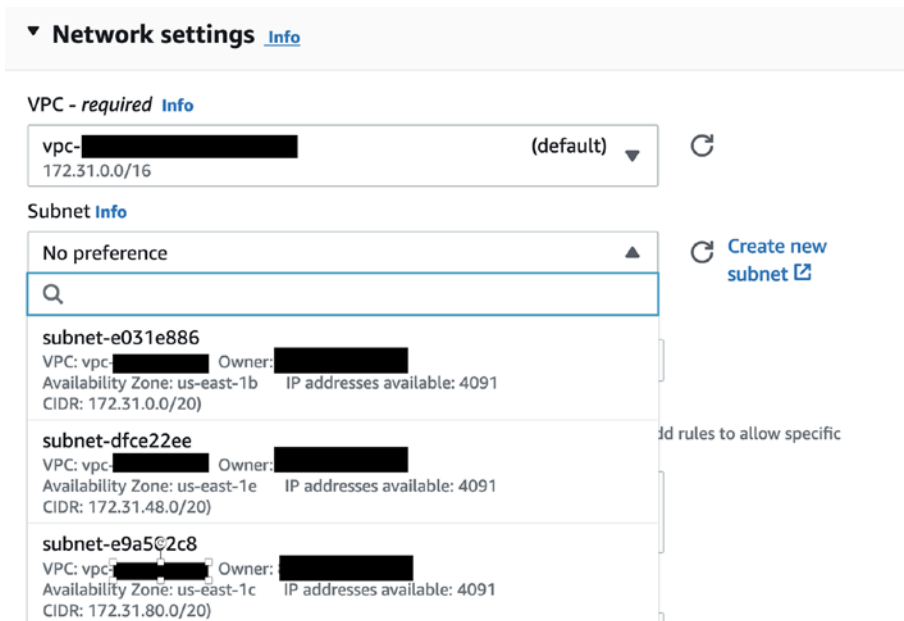 Network settings Info
VPC - required Info
vpc- (default)
172.31.0.0/16
Subnet Info
No preference
Create new
subnet
subnet-e031e886
VPC: vpc- Owner:
Availability Zone: us-east-1b IP addresses available: 4091
CIDR: 172.31.0.0/20)
dd rules to allow specific
subnet-dfce22ee
VPC: vpc- Owner:
Availability Zone: us-east-1e IP addresses available: 4091
CIDR: 172.31.48.0/20)
subnet-e9a502c8
VPC: vpc- Owner:
Availability Zone: us-east-1c IP addresses available: 4091
CIDR: 172.31.80.0/20)